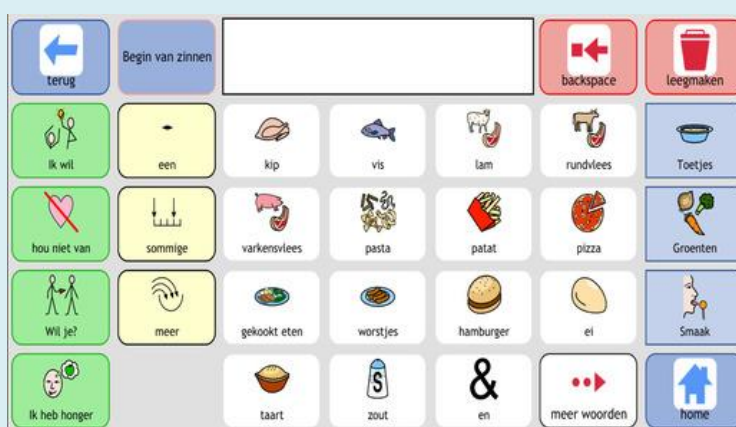 terug
Begin van zinnen
backspace
leegmaken
Ik wil
een
kip
vis
lam
rundvlees
Toetjes
hou niet van
sommige
varkensvlees
pasta
patat
pizza
Groenten
Wil je?
meer
gekookt eten
worstjes
hamburger
ei
Smaak
Ik heb honger
taart
S
zout
&
en
meer woorden
home